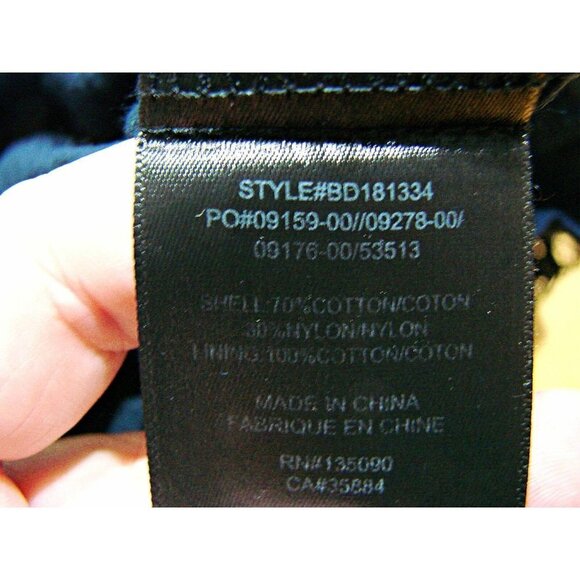 STYLE#BD181334
PO#09159-00//09278-00/
09176-00/53513
SHELL:70%COTTON/COTON
30%NYLON/NYLON
LINING:100%COTTON/COTON
MADE IN CHINA
FABRIQUE EN CHINE
RN#135090
CA#35884